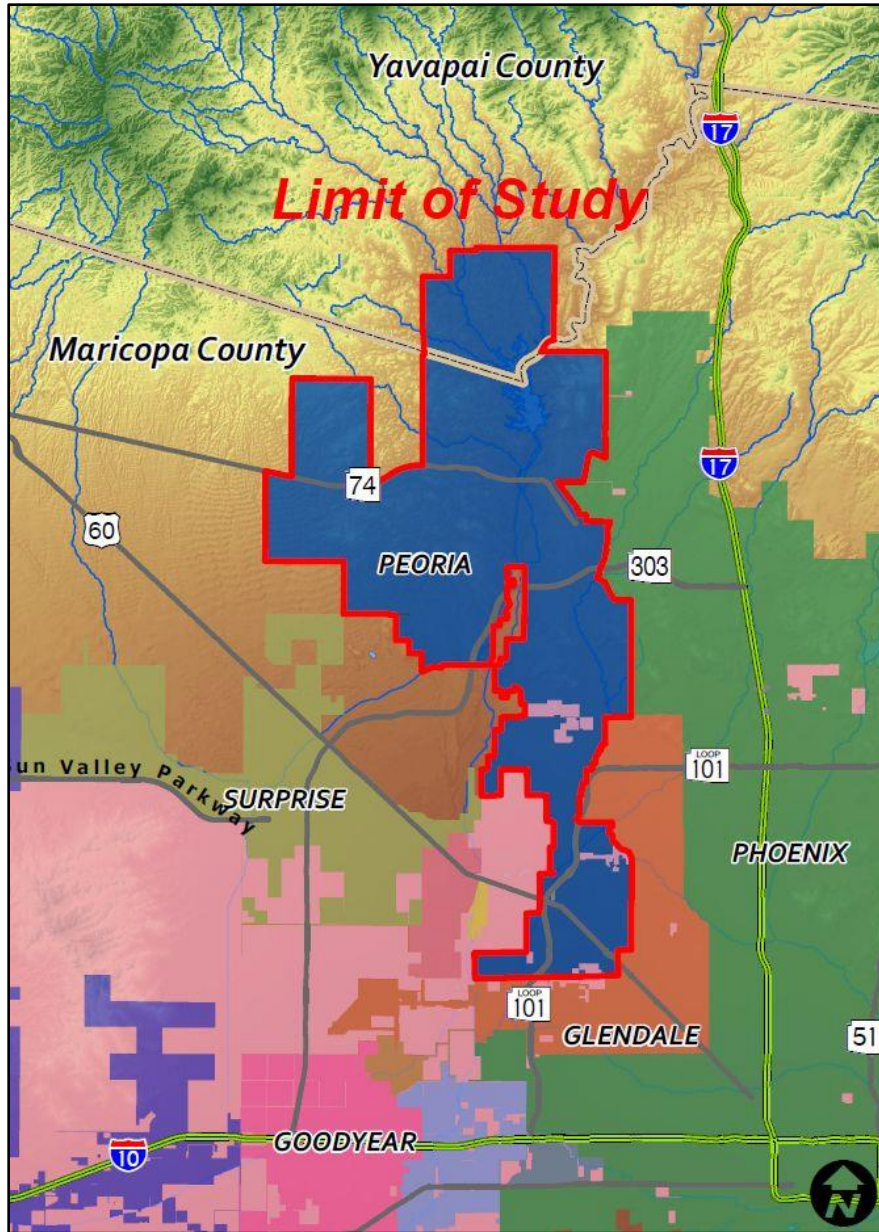 Yavapai County
17
Limit of Study
Maricopa County
17
74
60
PEORIA
303
un Valley Parkway
LOOP
101
SURPRISE
PHOENIX
LOOP
101
GLENDALE
51
GOODYEAR
10
N